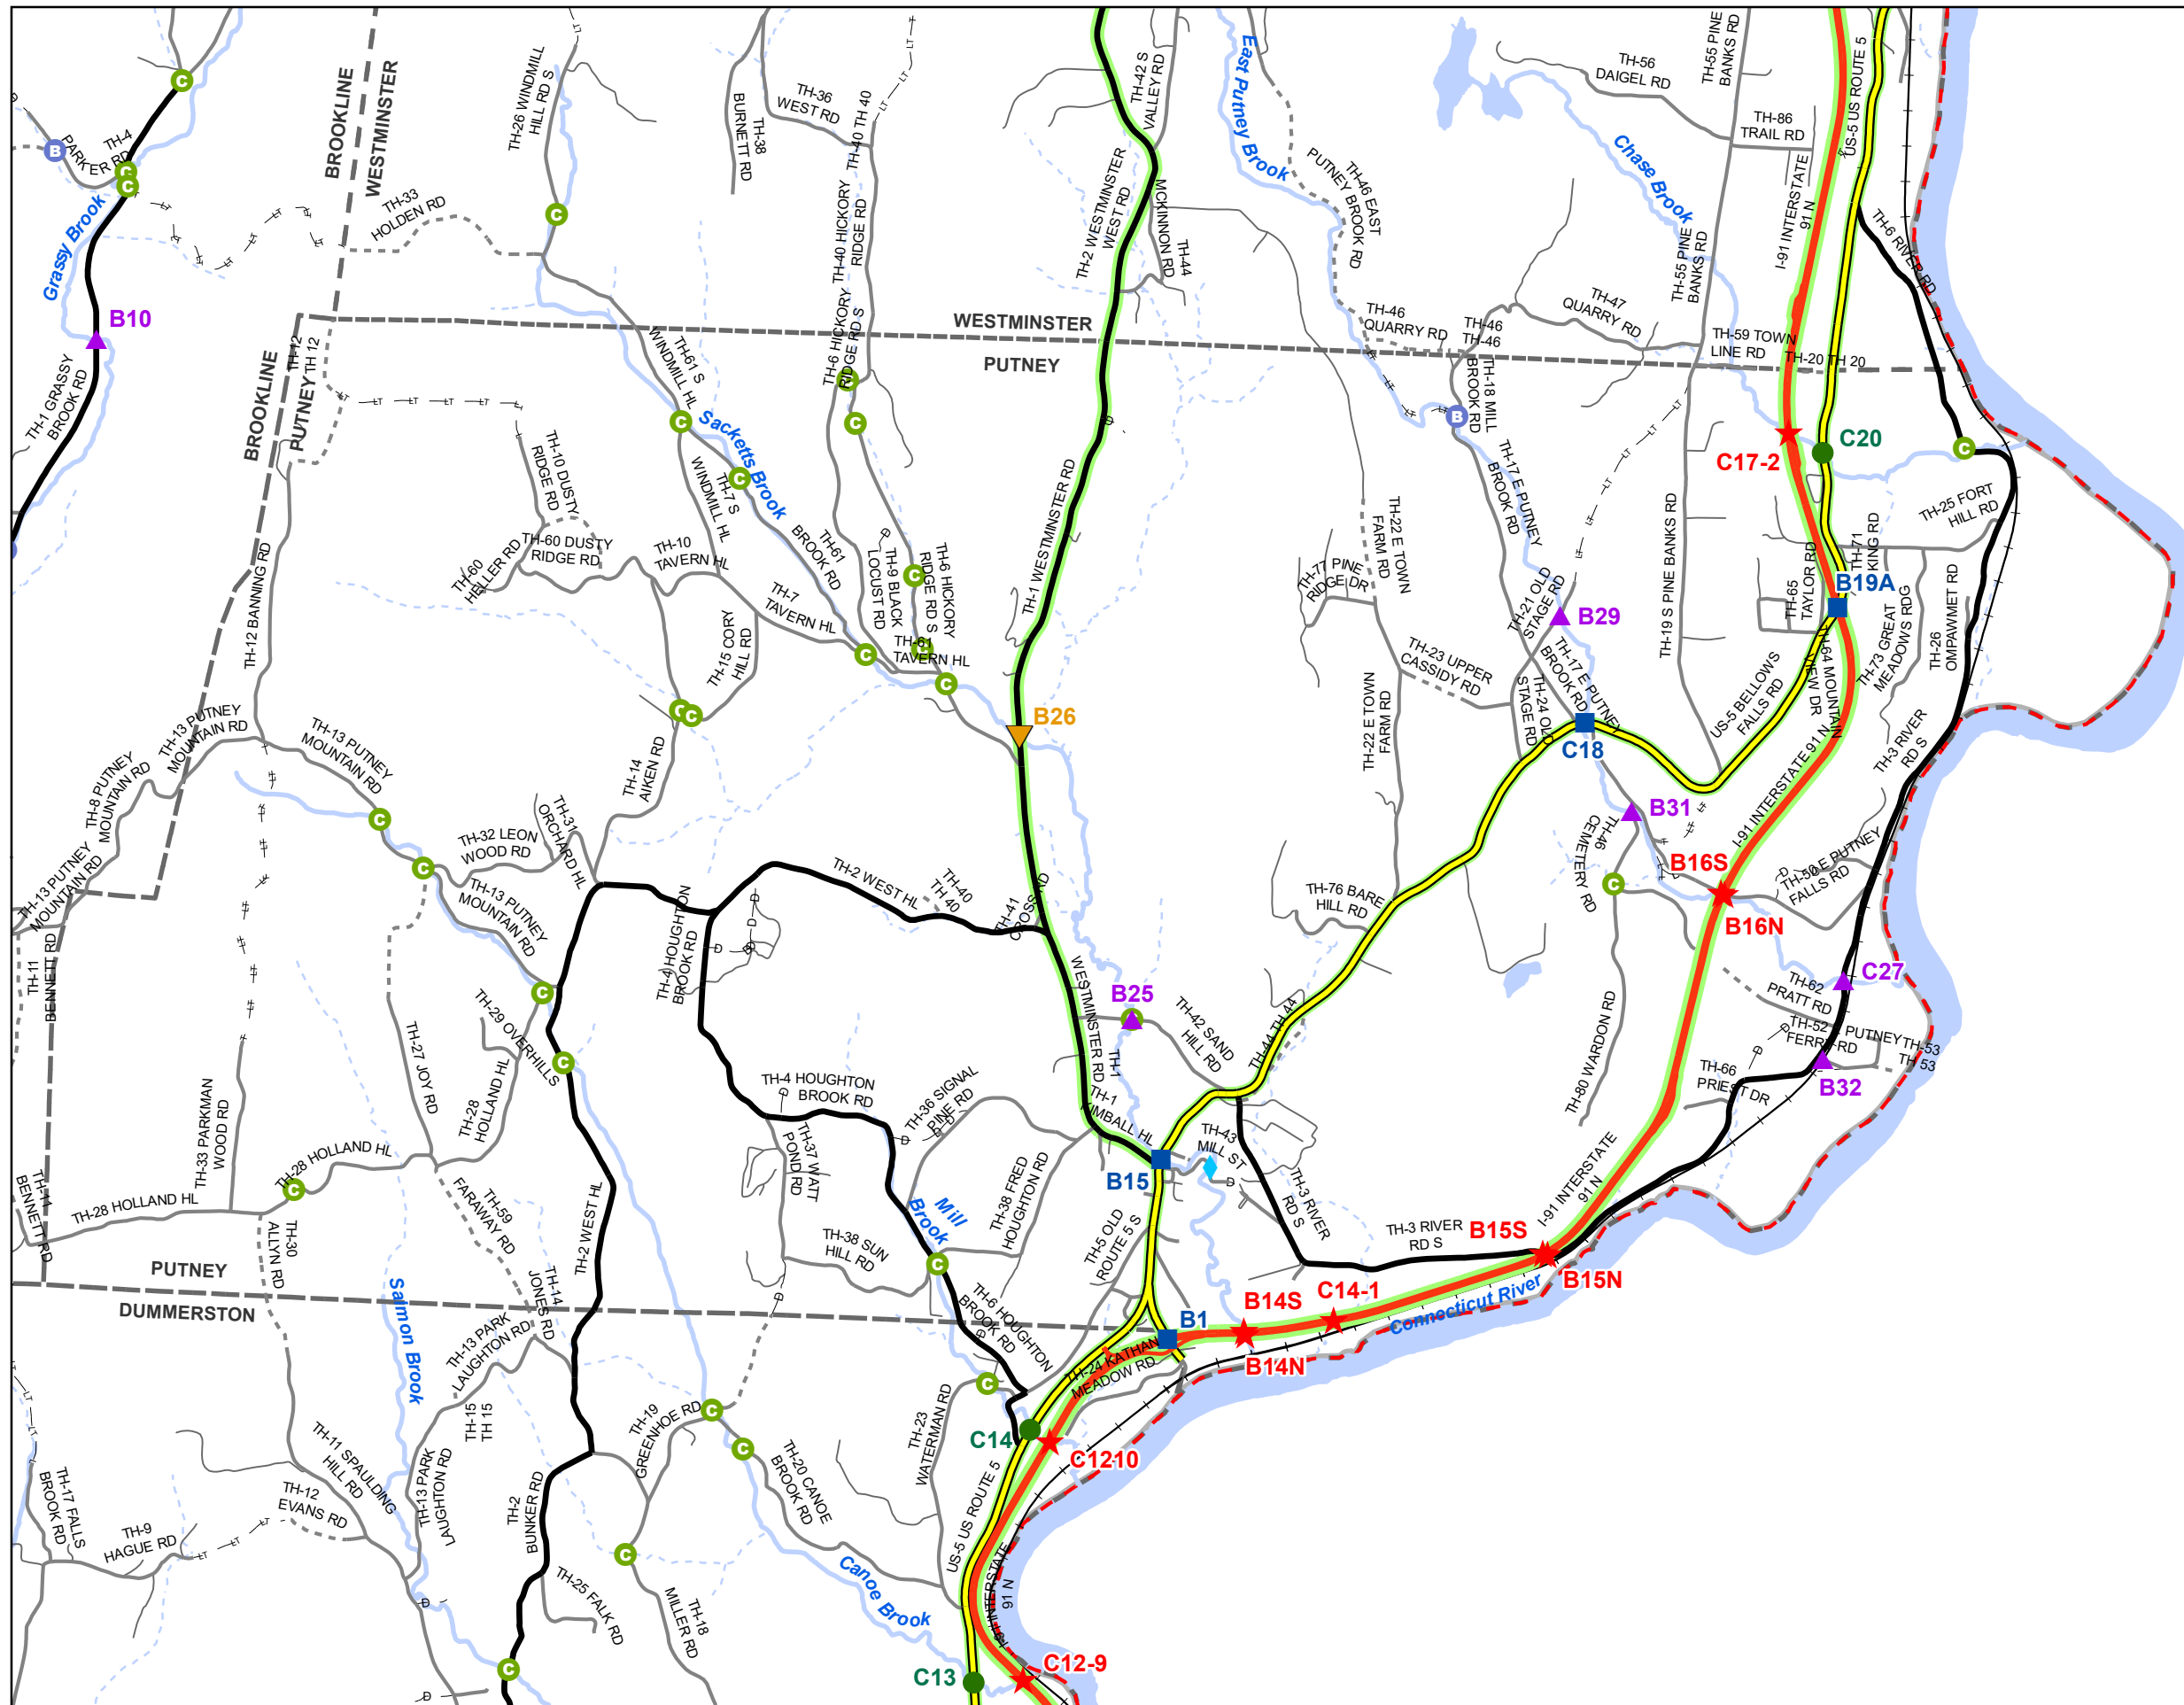 BROOKLINE
WESTMINSTER
TH-4
PARKER RD
Grassy Brook
B10
TH-1 GRASSY
BROOK RD
TH-33
HOLDEN RD
TH-26 WINDMILL
HILL RD S
TH-38
BURNETT RD
TH-36
WEST RD
TH-40 TH 40
TH-40 HICKORY
RIDGE RD
TH-6 HICKORY
RIDGE RD S
TH-42 S
VALLEY RD
TH-2 WESTMINSTER
WEST RD
MCKINNON RD
TH-44
East Putney Brook
TH-46 EAST
PUTNEY BROOK RD
TH-56
DAIGEL RD
TH-55 PINE
BANKS RD
TH-86
TRAIL RD
Chase Brook
I-91 INTERSTATE
91 N
US-5 US ROUTE 5
TH-6 RIVER RD
TH-55 PINE
BANKS RD
TH-46
QUARRY RD
TH-46
TH-46
TH-47
QUARRY RD
TH-59 TOWN
LINE RD
TH-20 TH 20
WESTMINSTER
PUTNEY
BROOKLINE
PUTNEY
TH-12
TH 12
TH-61 S
WINDMILL HL
Sacketts Brook
TH-7 S
WINDMILL HL
TH-61
BROOK RD
TH-9 BLACK
LOCUST RD
TH-6 HICKORY
RIDGE RD S
TH-61
TAVERN HL
TH-10 DUSTY
RIDGE RD
TH-60 DUSTY
RIDGE RD
TH-60
HELLER RD
TH-10
TAVERN HL
TH-7
TAVERN HL
TH-15 CORY
HILL RD
TH-12 BANNING RD
TH-1 WESTMINSTER RD
TH-18 MILL
BROOK RD
TH-17 E PUTNEY
BROOK RD
C17-2
C20
TH-25 FORT
HILL RD
TH-71
KING RD
TH-65
TAYLOR RD
B19A
TH-19 S PINE BANKS RD
TH-22 E TOWN
FARM RD
TH-77 PINE
RIDGE DR
TH-21 OLD
STAGE RD
B29
TH-23 UPPER
CASSIDY RD
TH-17 E PUTNEY
BROOK RD
TH-24 OLD
STAGE RD
TH-22 E TOWN
FARM RD
C18
US-5 BELLOWS
FALLS RD
TH-64 MOUNTAIN
VIEW DR
TH-73 GREAT
MEADOWS RDG
TH-26
OMPAWMET RD
TH-3 RIVER
RD S
I-91 INTERSTATE 91 N
B26
TH-13 PUTNEY
MOUNTAIN RD
TH-13 PUTNEY
MOUNTAIN RD
TH-8 PUTNEY
MOUNTAIN RD
TH-13 PUTNEY
MOUNTAIN RD
TH-11
BENNETT RD
TH-14
AIKEN RD
TH-31
ORCHARD HL
TH-32 LEON
WOOD RD
TH-13 PUTNEY
MOUNTAIN RD
TH-4 HOUGHTON
BROOK RD
TH-2 WEST HL
TH-40
TH 40
TH-41
CROSS RD
TH-76 BARE
HILL RD
B31
TH-46
CEMETERY RD
B16S
B16N
TH-50 E PUTNEY
FALLS RD
C27
TH-62
PRATT RD
TH-52 PUTNEY
FERRY RD
TH-53
TH 53
B32
TH-66
PRIEST DR
TH-80 WARDON RD
B25
TH-42 SAND
HILL RD
TH-44 TH 44
WESTMINSTER RD
TH-1
TH-1
KIMBALL HL
TH-43
MILL ST
B15
TH-29 OVERHILLS
TH-28
HOLLAND HL
TH-27 JOY RD
TH-33 PARKMAN
WOOD RD
TH-28 HOLLAND HL
TH-28 HOLLAND HL
TH-11
BENNETT RD
TH-30
ALLYN RD
TH-59
FARAWAY RD
TH-2 WEST HL
TH-4 HOUGHTON
BROOK RD
TH-36 SIGNAL
PINE RD
TH-37 WATT
POND RD
TH-38 FRED
HOUGHTON RD
TH-38 SUN
HILL RD
Mill
Brook
TH-5 OLD
ROUTE 5 S
TH-3 RIVER
RD S
TH-3 RIVER
RD S
I-91 INTERSTATE
91 N
B15S
B15N
C14-1
B14S
B14N
Connecticut River
B1
PUTNEY
DUMMERSTON
Salmon Brook
TH-14
JONES RD
TH-13 PARK
LAUGHTON RD
TH-15
TH 15
TH-13 PARK
LAUGHTON RD
TH-6 HOUGHTON
BROOK RD
TH-24 KATHAN
MEADOW RD
C14
C1210
TH-23
WATERMAN RD
TH-19
GREENHOE RD
TH-20 CANOE
BROOK RD
TH-11 SPAULDING
HILL RD
TH-12
EVANS RD
TH-17 FALLS
BROOK RD
TH-9
HAGUE RD
TH-2
BUNKER RD
TH-25 FALK RD
TH-18
MILLER RD
Canoe Brook
US-5 US ROUTE 5
I-91 INTERSTATE
91 N
C13
C12-9